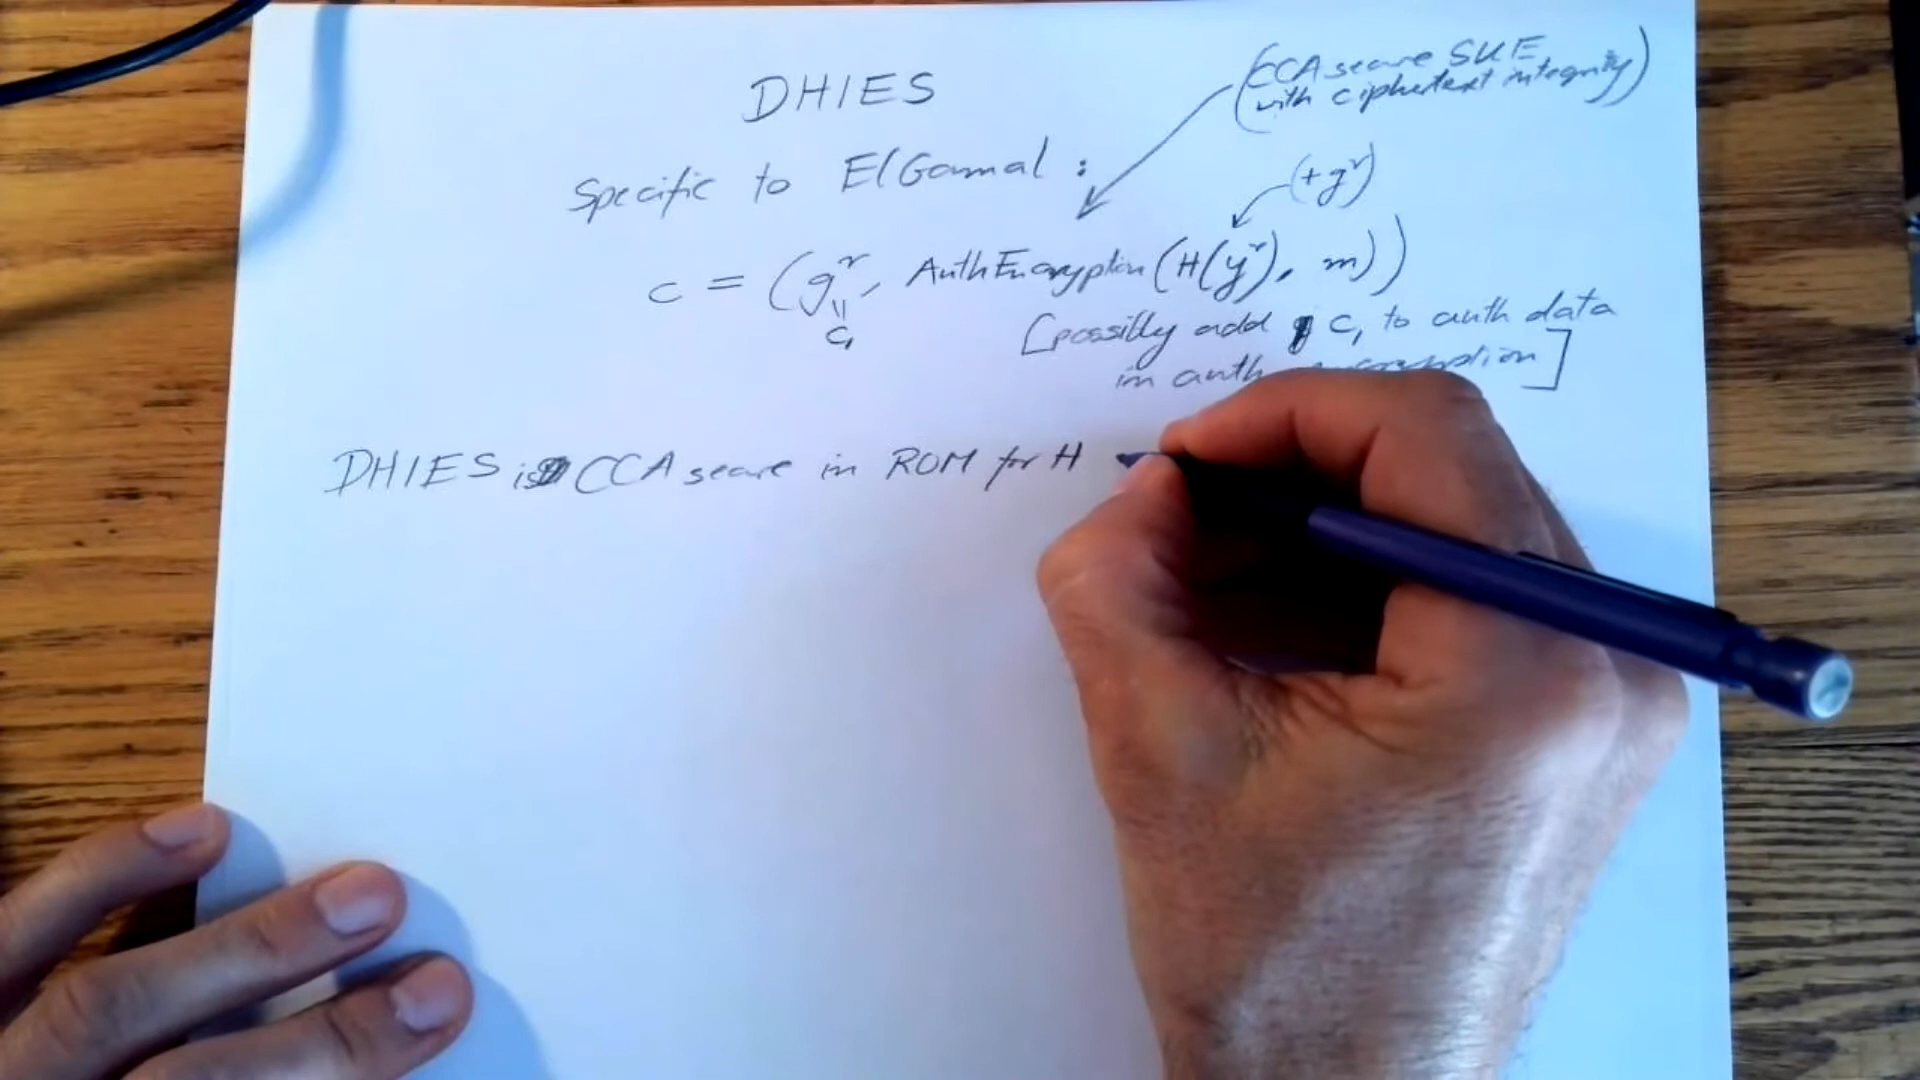 DHIES
(CCA secure SKE
with ciphertext integrity)
Specific to ElGamal :
(+ g^r)
c = (g^r, AuthEncryption (H(y^r), m))
c₁
[possibly add c₁ to auth data
in auth encryption]
DHIES is CCA secure in ROM for H